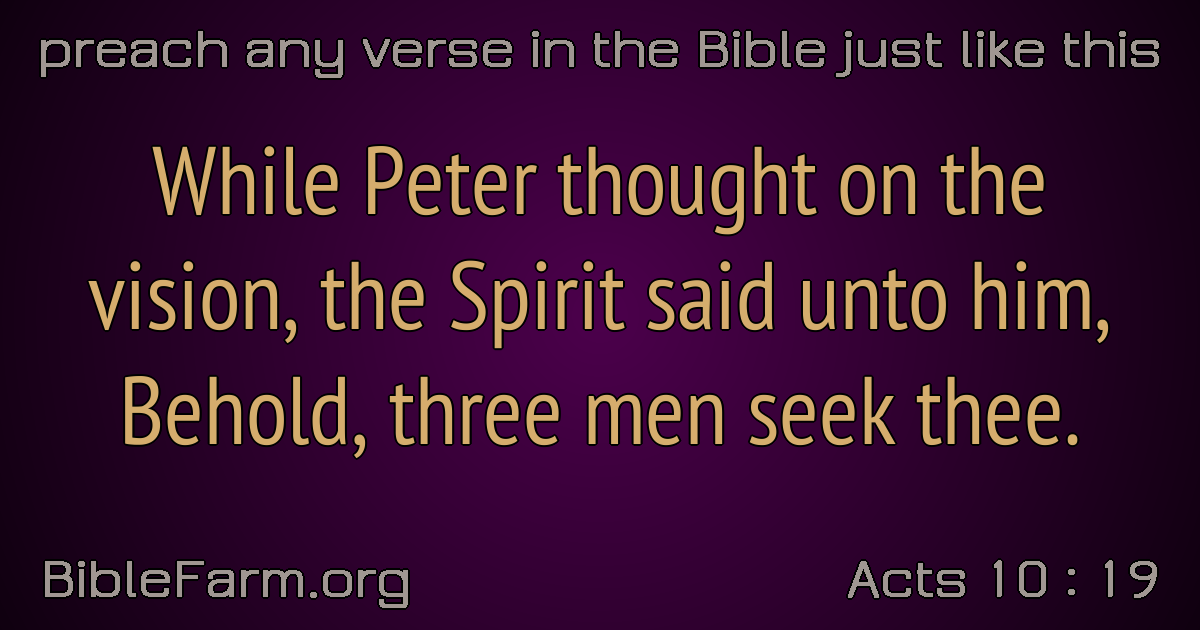 preach any verse in the Bible just like this
While Peter thought on the
vision, the Spirit said unto him,
Behold, three men seek thee.
BibleFarm.org
Acts 10 : 19